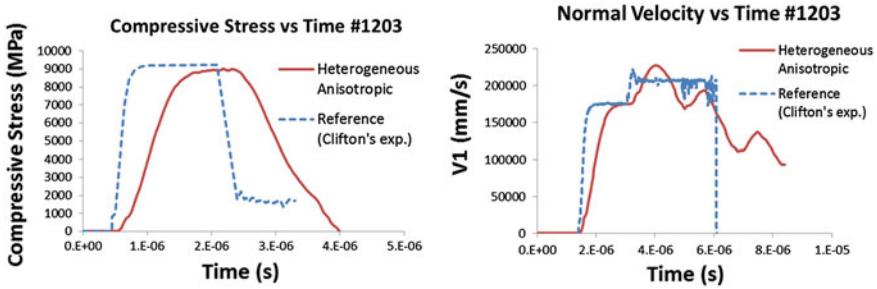 Compressive Stress vs Time #1203
Compressive Stress (MPa)
10000
9000
8000
7000
6000
5000
4000
3000
2000
1000
0
0.E+00 1.E-06 2.E-06 3.E-06 4.E-06 5.E-06
Time (s)
Heterogeneous
Anisotropic
Reference
(Clifton's exp.)
Normal Velocity vs Time #1203
V1 (mm/s)
250000
200000
150000
100000
50000
0
0.E+00 2.E-06 4.E-06 6.E-06 8.E-06 1.E-05
Time (s)
Heterogeneous
Anisotropic
Reference
(Clifton's exp.)